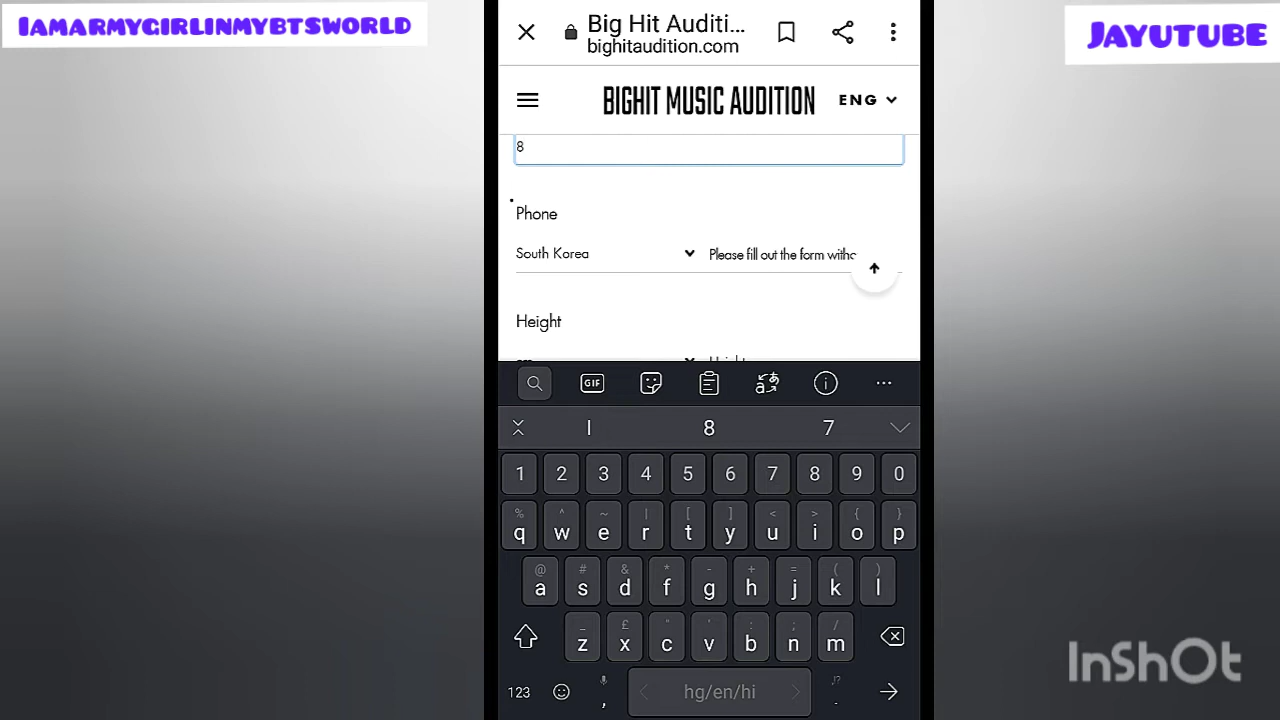 IAMARMYGIRLINMYBTSWORLD
JAYUTUBE
Big Hit Auditi...
bighitaudition.com
BIGHIT MUSIC AUDITION
ENG
8
Phone
South Korea
Please fill out the form witho
Height
GIF
I 8 7
1 2 3 4 5 6 7 8 9 0
% ^ ~ | [ ] < > { }
q w e r t y u i o p
@ # & * - + = ( )
a s d f g h j k l
_ £ " ' : ; /
z x c v b n m
123 , hg/en/hi .
InShOt